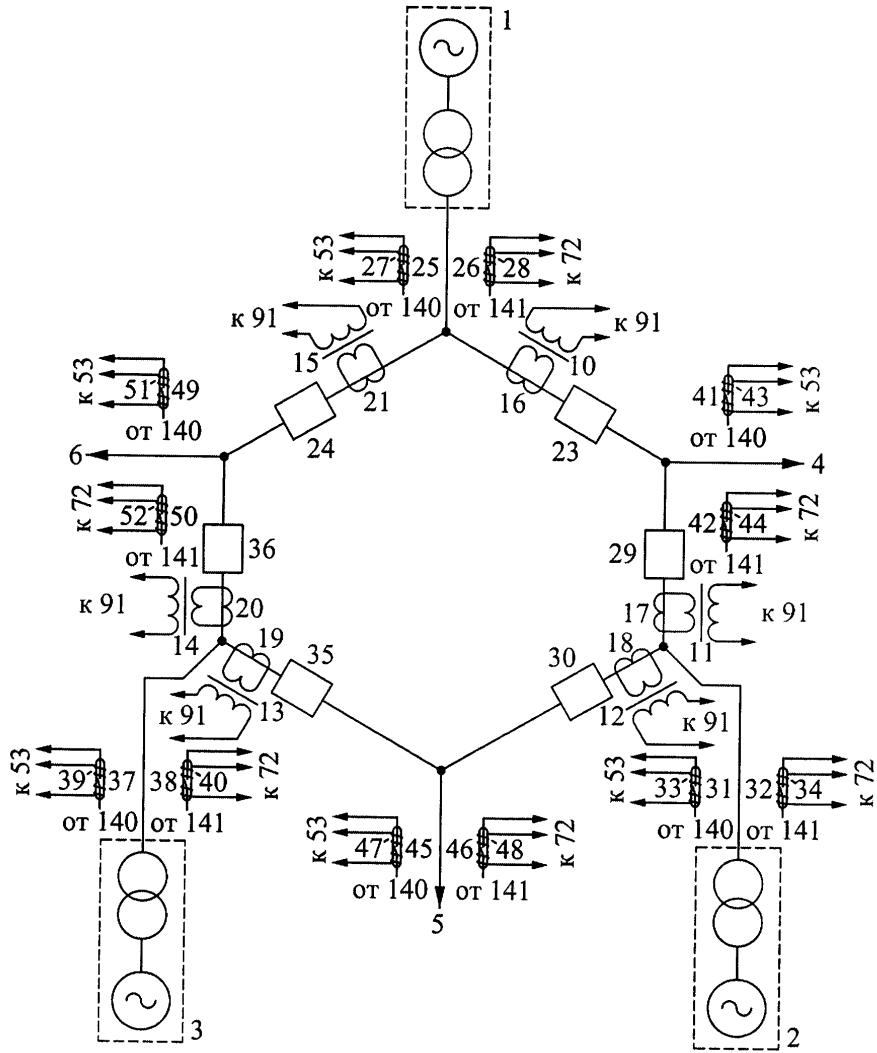 1
к 53
27 25
26 28
к 72
от 140
от 141
к 91
к 91
15
10
21
16
24
23
к 53
51 49
от 140
41 43
к 53
от 140
6
4
к 72
52 50
от 141
36
29
42 44
к 72
от 141
к 91
14
20
17
11
к 91
19
35
30
18
к 91
13
12
к 91
к 53
39 37
38 40
к 72
от 140
от 141
к 53
33 31
32 34
к 72
от 140
от 141
к 53
47 45
46 48
к 72
от 140
от 141
5
3
2